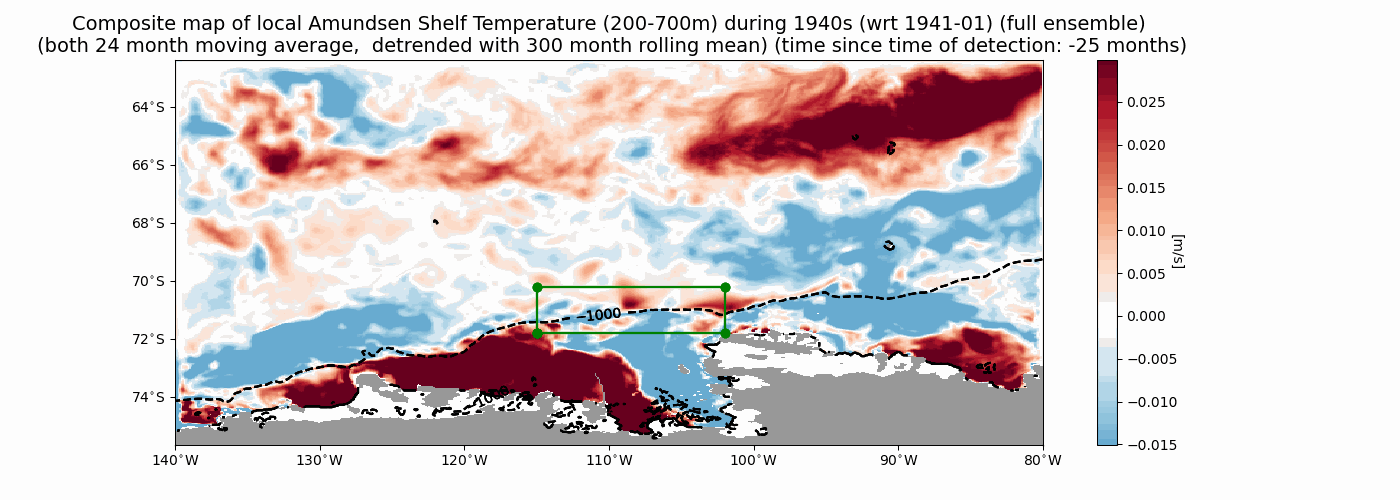 Composite map of local Amundsen Shelf Temperature (200-700m) during 1940s (wrt 1941-01) (full ensemble)
(both 24 month moving average,  detrended with 300 month rolling mean) (time since time of detection: -25 months)
64°S
66°S
68°S
70°S
72°S
74°S
−1000
140°W
130°W
120°W
110°W
100°W
90°W
80°W
0.025
0.020
0.015
0.010
0.005
0.000
−0.005
−0.010
−0.015
[m/s]